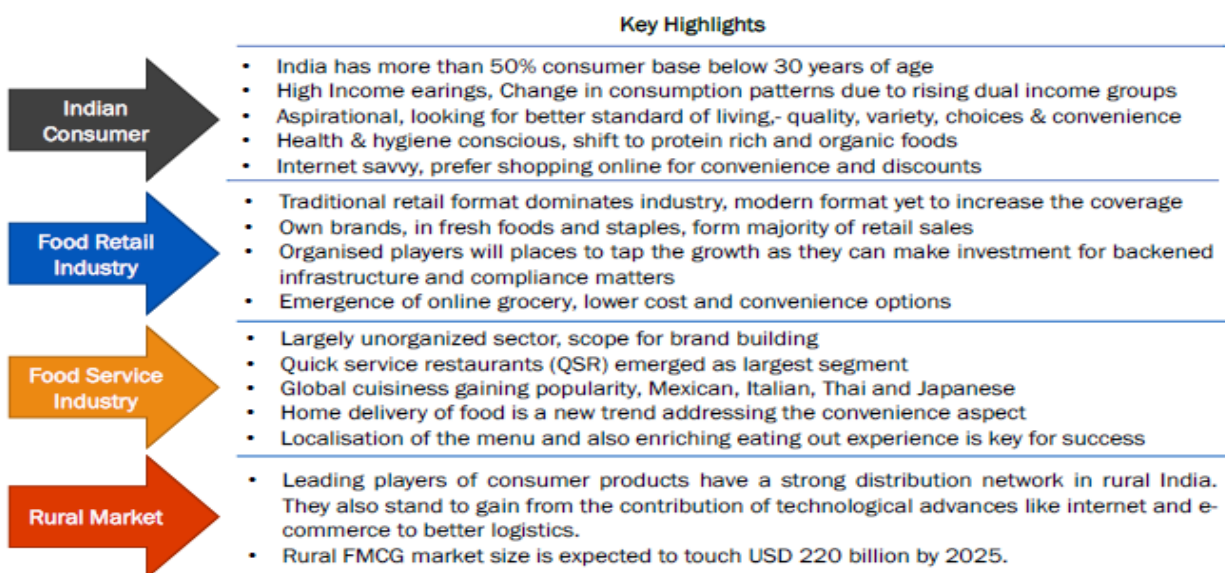 Key Highlights
Indian
Consumer
• India has more than 50% consumer base below 30 years of age
• High Income earings, Change in consumption patterns due to rising dual income groups
• Aspirational, looking for better standard of living,- quality, variety, choices & convenience
• Health & hygiene conscious, shift to protein rich and organic foods
• Internet savvy, prefer shopping online for convenience and discounts
Food Retail
Industry
• Traditional retail format dominates industry, modern format yet to increase the coverage
• Own brands, in fresh foods and staples, form majority of retail sales
• Organised players will places to tap the growth as they can make investment for backened
infrastructure and compliance matters
• Emergence of online grocery, lower cost and convenience options
Food Service
Industry
• Largely unorganized sector, scope for brand building
• Quick service restaurants (QSR) emerged as largest segment
• Global cuisiness gaining popularity, Mexican, Italian, Thai and Japanese
• Home delivery of food is a new trend addressing the convenience aspect
• Localisation of the menu and also enriching eating out experience is key for success
Rural Market
• Leading players of consumer products have a strong distribution network in rural India.
They also stand to gain from the contribution of technological advances like internet and e-
commerce to better logistics.
• Rural FMCG market size is expected to touch USD 220 billion by 2025.